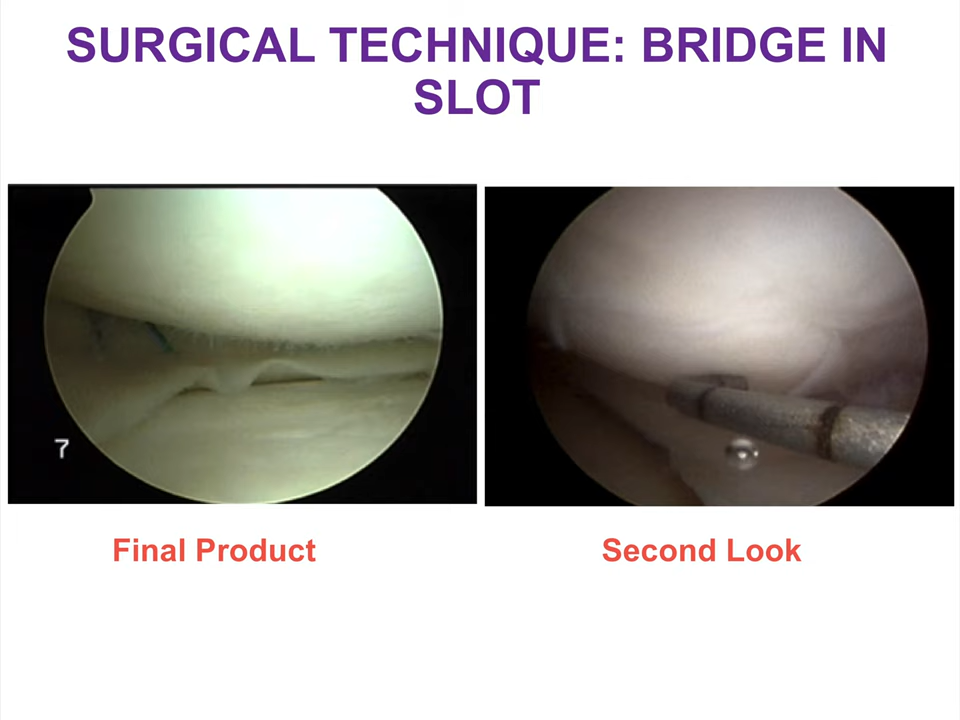 SURGICAL TECHNIQUE: BRIDGE IN
SLOT
7
Final Product
Second Look